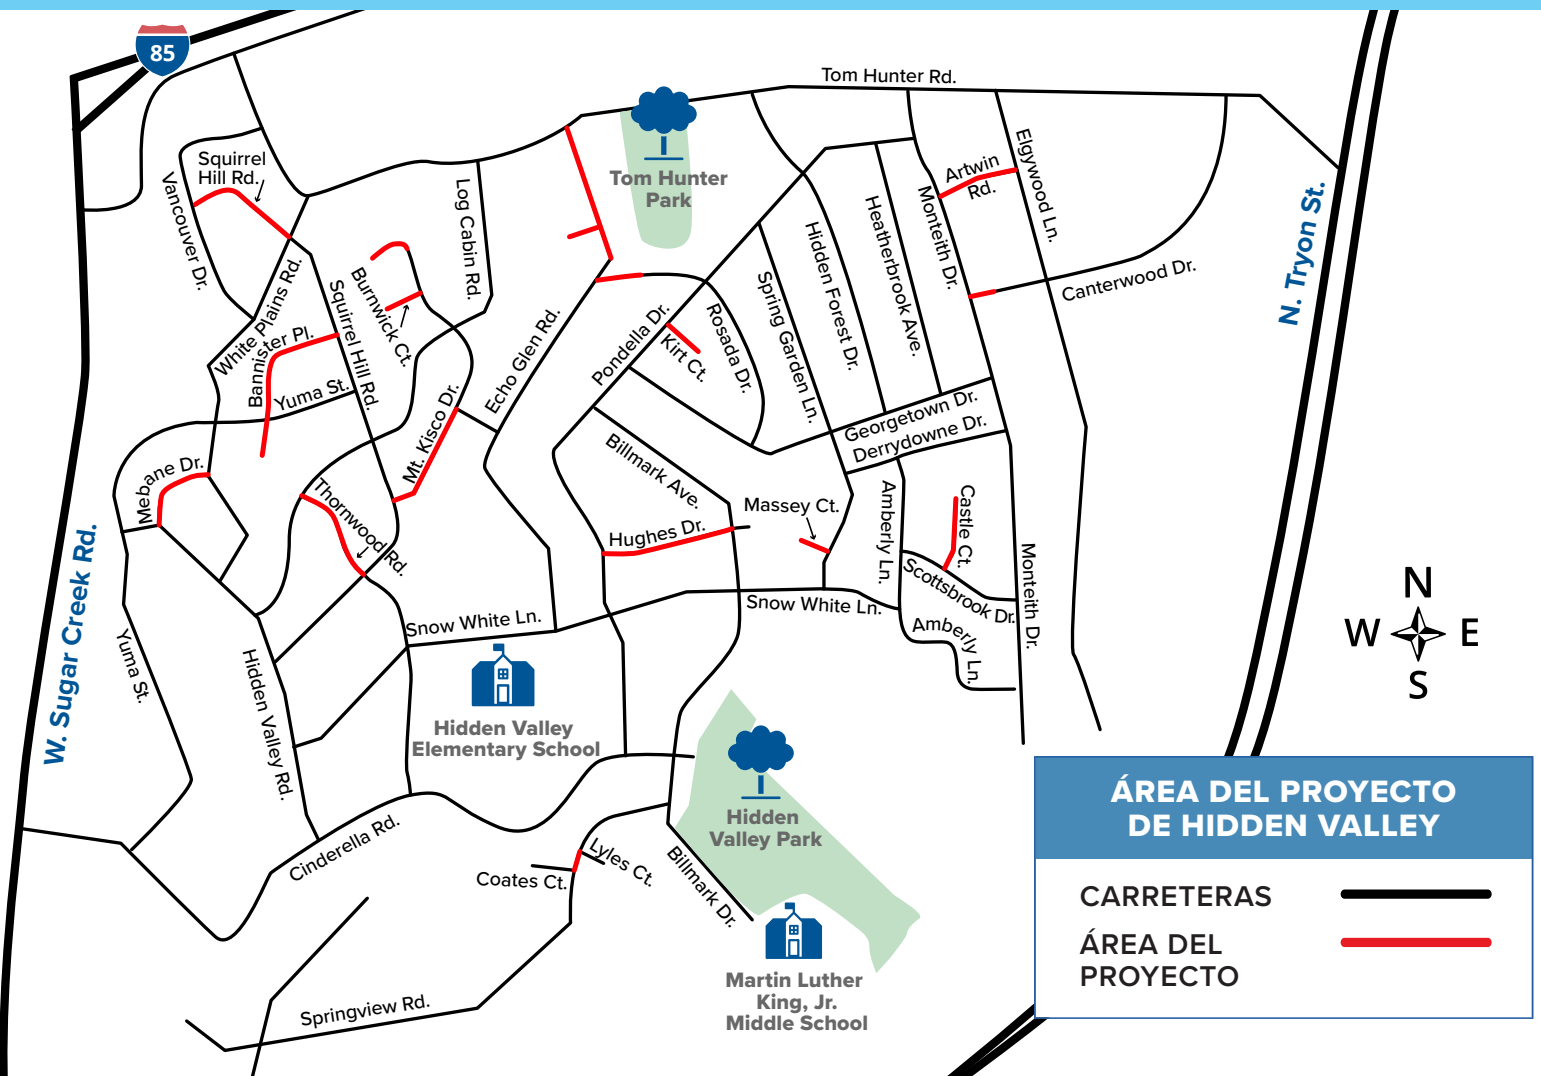 85
Tom Hunter Rd.
Squirrel
Hill Rd.
Vancouver Dr.
Log Cabin Rd.
Tom Hunter
Park
Artwin
Rd.
Elgywood Ln.
Monteith Dr.
Heatherbrook Ave.
Hidden Forest Dr.
Spring Garden Ln.
Canterwood Dr.
N. Tryon St.
White Plains Rd.
Squirrel Hill Rd.
Burnwick Ct.
Bannister Pl.
Yuma St.
Echo Glen Rd.
Pondella Dr.
Kirt Ct.
Rosada Dr.
Mt. Kisco Dr.
Georgetown Dr.
Derrydowne Dr.
Mebane Dr.
Thornwood Rd.
Billmark Ave.
Hughes Dr.
Massey Ct.
Amberly Ln.
Castle Ct.
Scottsbrook Dr.
Monteith Dr.
W. Sugar Creek Rd.
Snow White Ln.
Snow White Ln.
Amberly Ln.
Yuma St.
Hidden Valley Rd.
Hidden Valley
Elementary School
N
W
E
S
Hidden
Valley Park
Cinderella Rd.
Coates Ct.
Lyles Ct.
Billmark Dr.
Springview Rd.
Martin Luther
King, Jr.
Middle School
ÁREA DEL PROYECTO
DE HIDDEN VALLEY
CARRETERAS
ÁREA DEL
PROYECTO